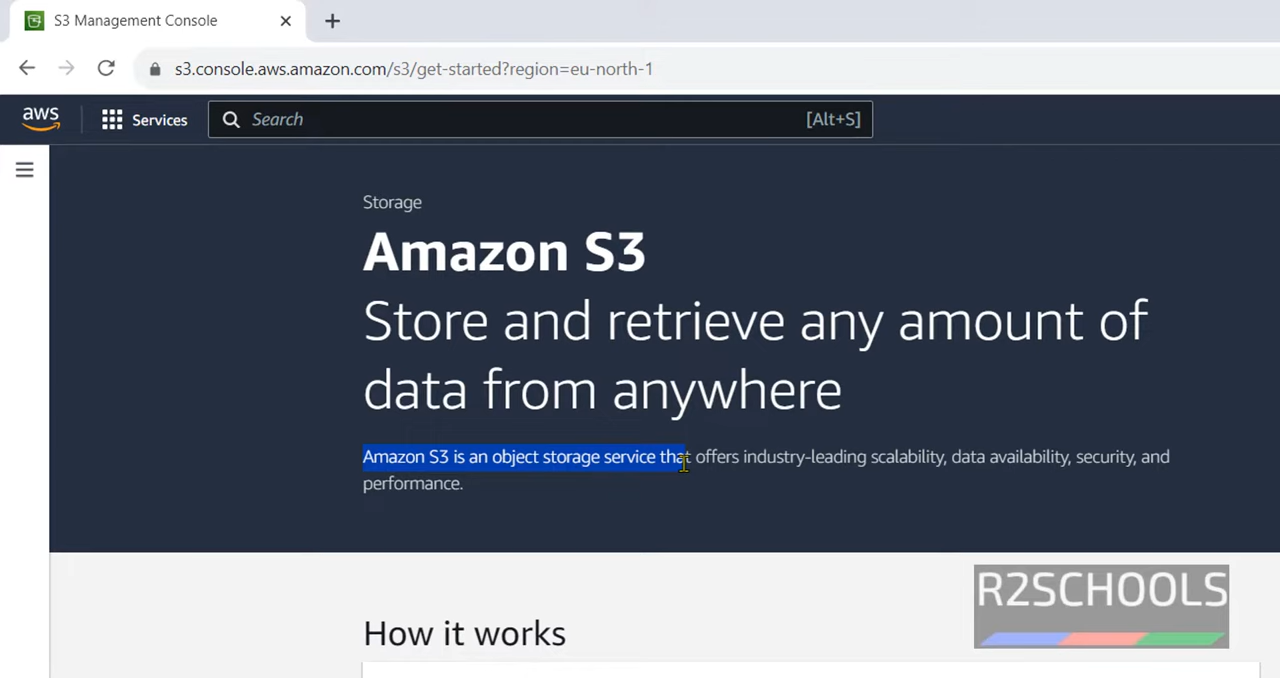 S3 Management Console
s3.console.aws.amazon.com/s3/get-started?region=eu-north-1
aws
Services
Search
[Alt+S]
Storage
Amazon S3
Store and retrieve any amount of
data from anywhere
Amazon S3 is an object storage service that offers industry-leading scalability, data availability, security, and
performance.
R2SCHOOLS
How it works